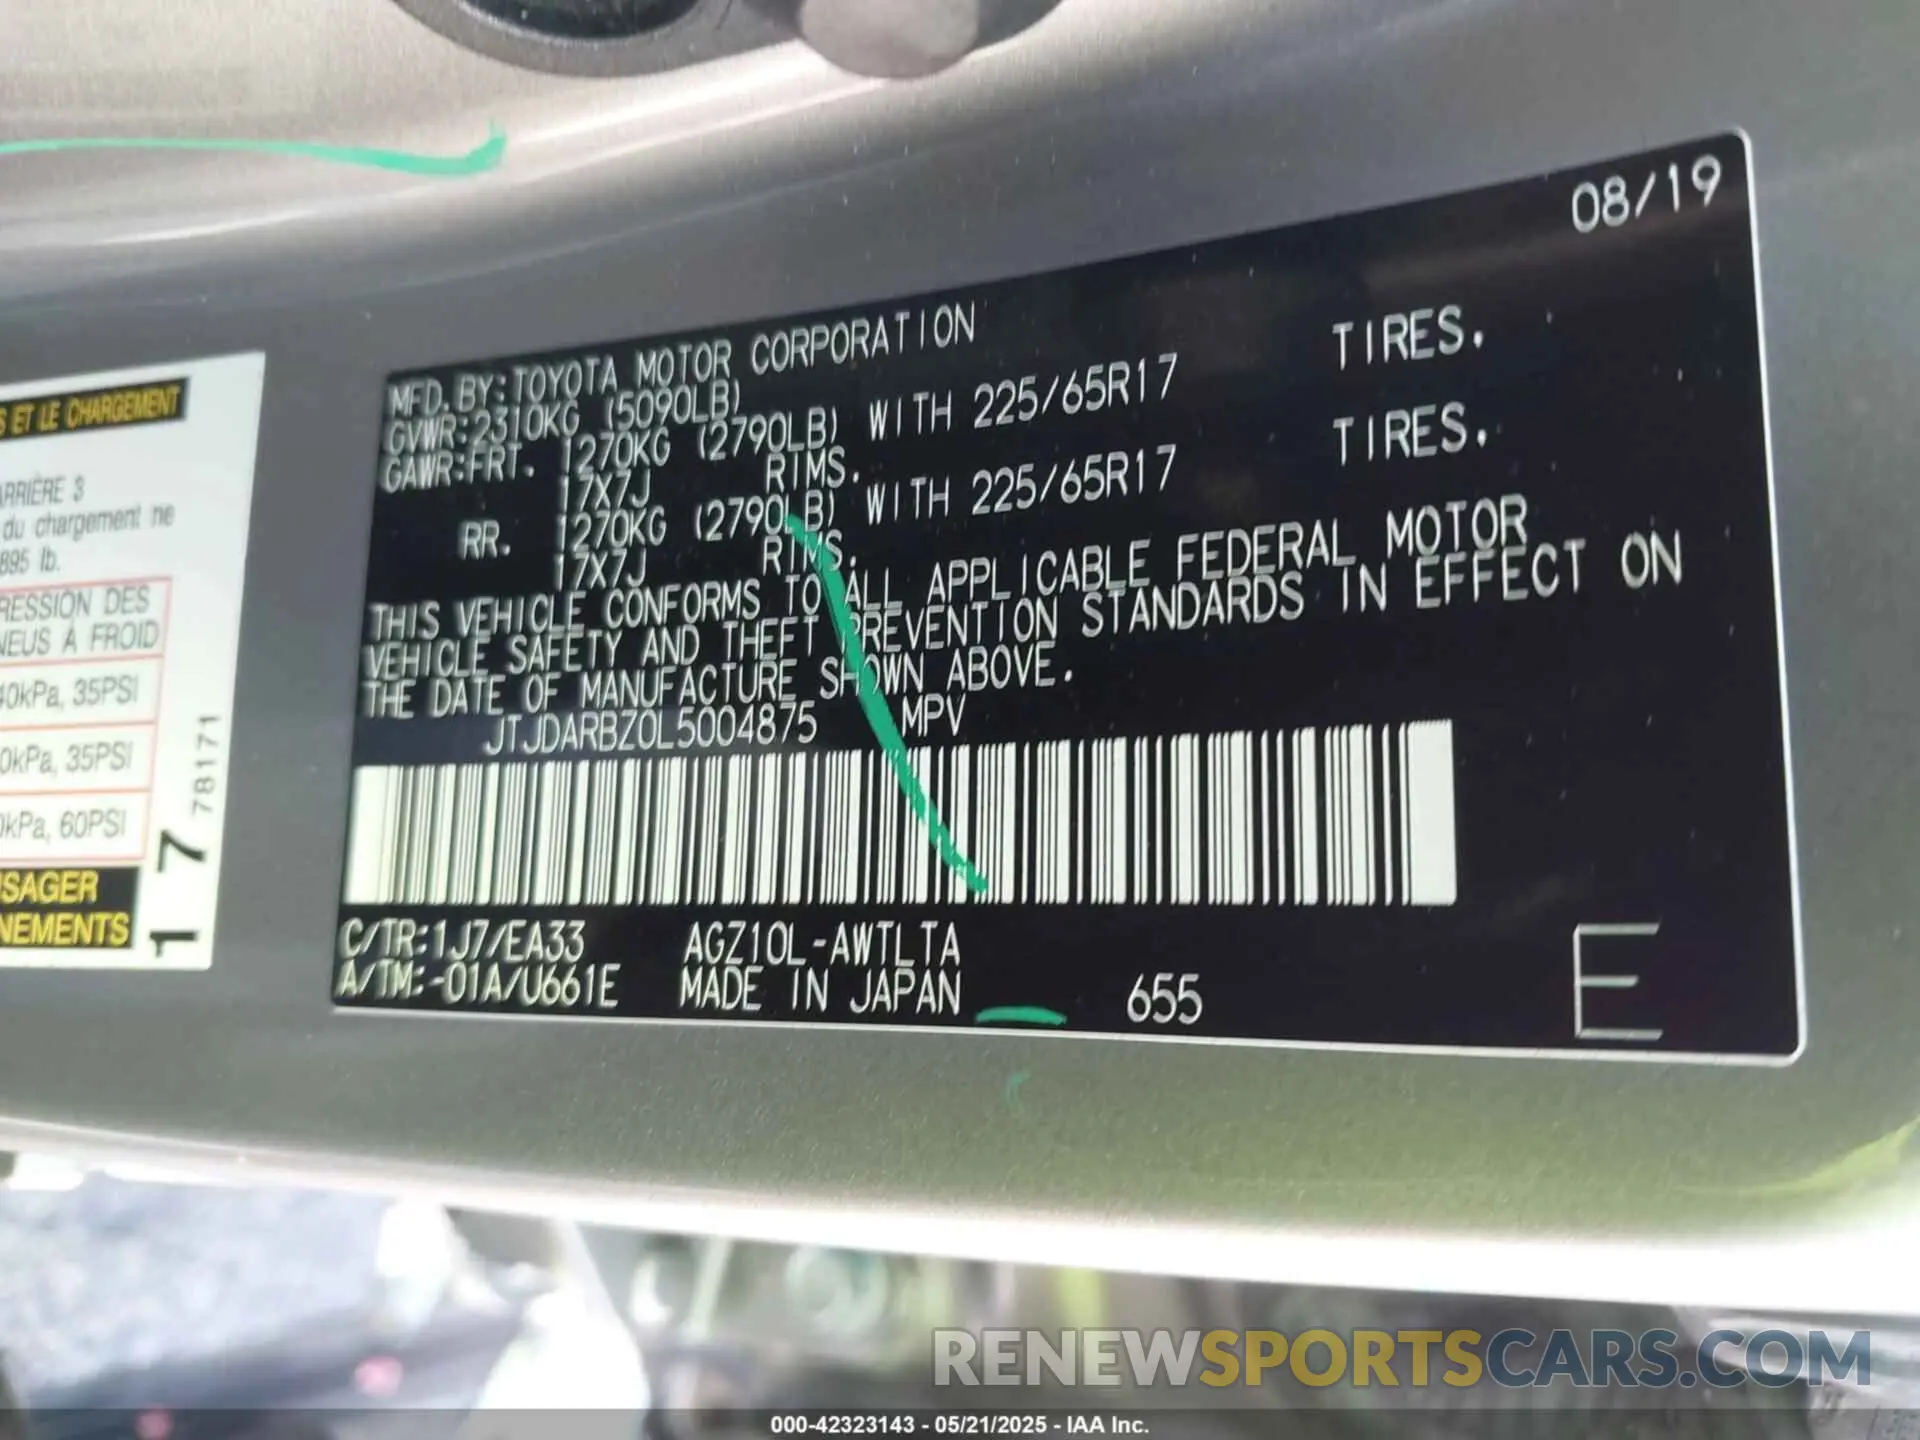 S ET LE CHARGEMENT
ARRIÈRE 3
du chargement ne
895 lb.
RESSION DES
NEUS À FROID
40kPa, 35PSI
0kPa, 35PSI
0kPa, 60PSI
SAGER
NEMENTS
17 78171
08/19
MFD.BY:TOYOTA MOTOR CORPORATION
GVWR:2310KG (5090LB)
GAWR:FRT. 1270KG (2790LB) WITH 225/65R17 TIRES.
17X7J RIMS.
RR. 1270KG (2790LB) WITH 225/65R17 TIRES.
17X7J RIMS.
THIS VEHICLE CONFORMS TO ALL APPLICABLE FEDERAL MOTOR
VEHICLE SAFETY AND THEFT PREVENTION STANDARDS IN EFFECT ON
THE DATE OF MANUFACTURE SHOWN ABOVE.
JTJDARBZ0L5004875 MPV
C/TR:1J7/EA33 AGZ10L-AWTLTA
A/TM:-01A/U661E MADE IN JAPAN 655
E
RENEWSPORTSCARS.COM
000-42323143 - 05/21/2025 - IAA Inc.